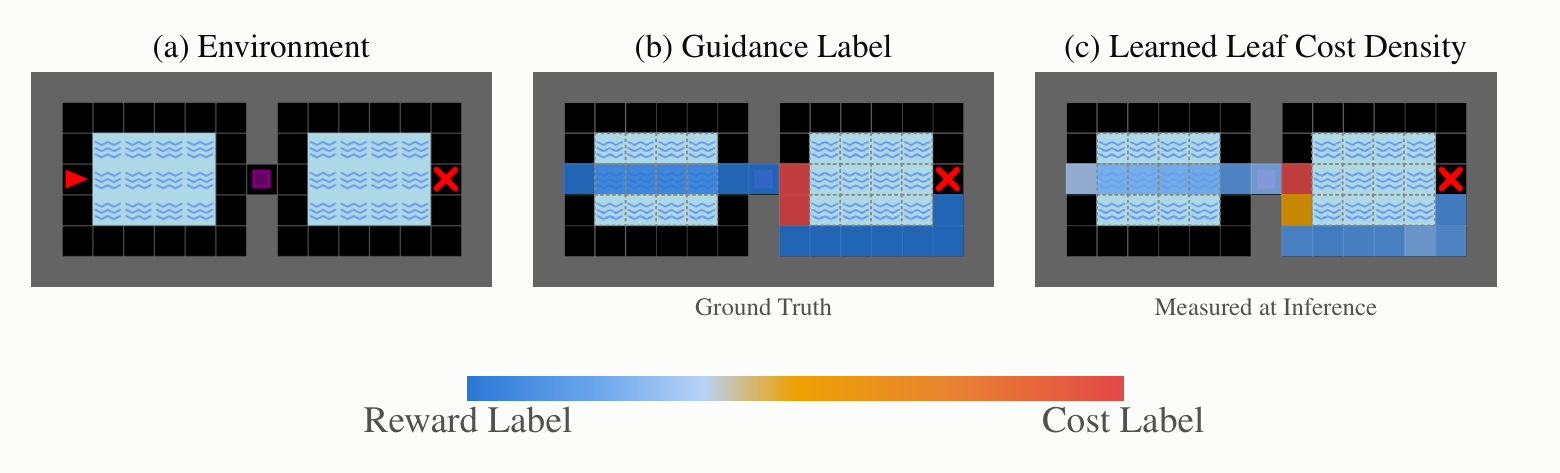 (a) Environment
(b) Guidance Label
(c) Learned Leaf Cost Density
Ground Truth
Measured at Inference
Reward Label
Cost Label